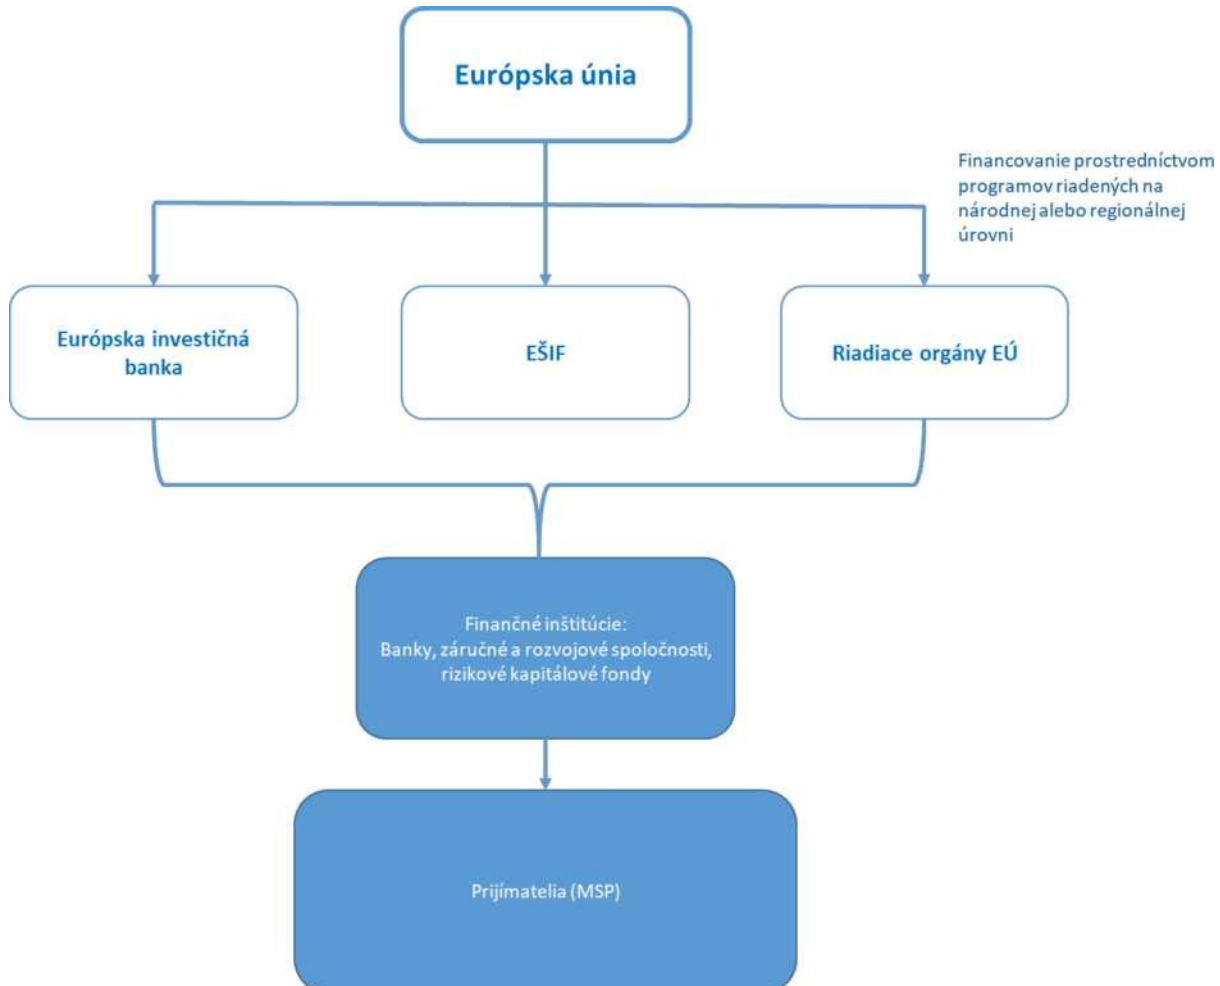 Európska únia
Financovanie prostredníctvom
programov riadených na
národnej alebo regionálnej
úrovni
Európska investičná
banka
EŠIF
Riadiace orgány EÚ
Finančné inštitúcie:
Banky, záručné a rozvojové spoločnosti,
rizikové kapitálové fondy
Prijímatelia (MSP)